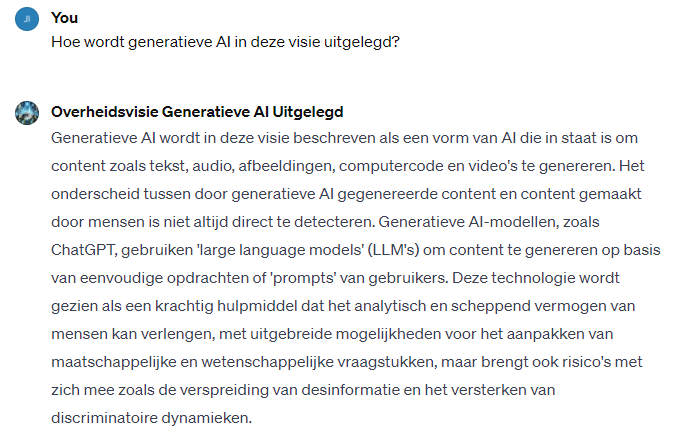 JI
You
Hoe wordt generatieve AI in deze visie uitgelegd?
Overheidsvisie Generatieve AI Uitgelegd
Generatieve AI wordt in deze visie beschreven als een vorm van AI die in staat is om
content zoals tekst, audio, afbeeldingen, computercode en video's te genereren. Het
onderscheid tussen door generatieve AI gegenereerde content en content gemaakt
door mensen is niet altijd direct te detecteren. Generatieve AI-modellen, zoals
ChatGPT, gebruiken 'large language models' (LLM's) om content te genereren op basis
van eenvoudige opdrachten of 'prompts' van gebruikers. Deze technologie wordt
gezien als een krachtig hulpmiddel dat het analytisch en scheppend vermogen van
mensen kan verlengen, met uitgebreide mogelijkheden voor het aanpakken van
maatschappelijke en wetenschappelijke vraagstukken, maar brengt ook risico's met
zich mee zoals de verspreiding van desinformatie en het versterken van
discriminatoire dynamieken.